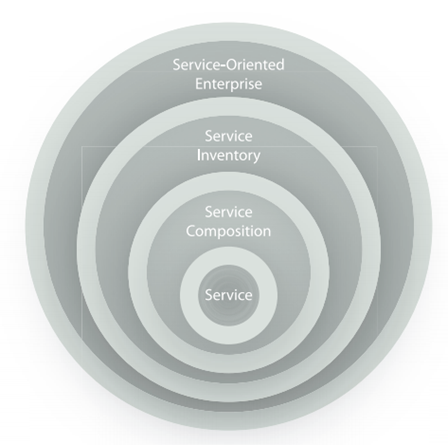 Service-Oriented
Enterprise
Service
Inventory
Service
Composition
Service